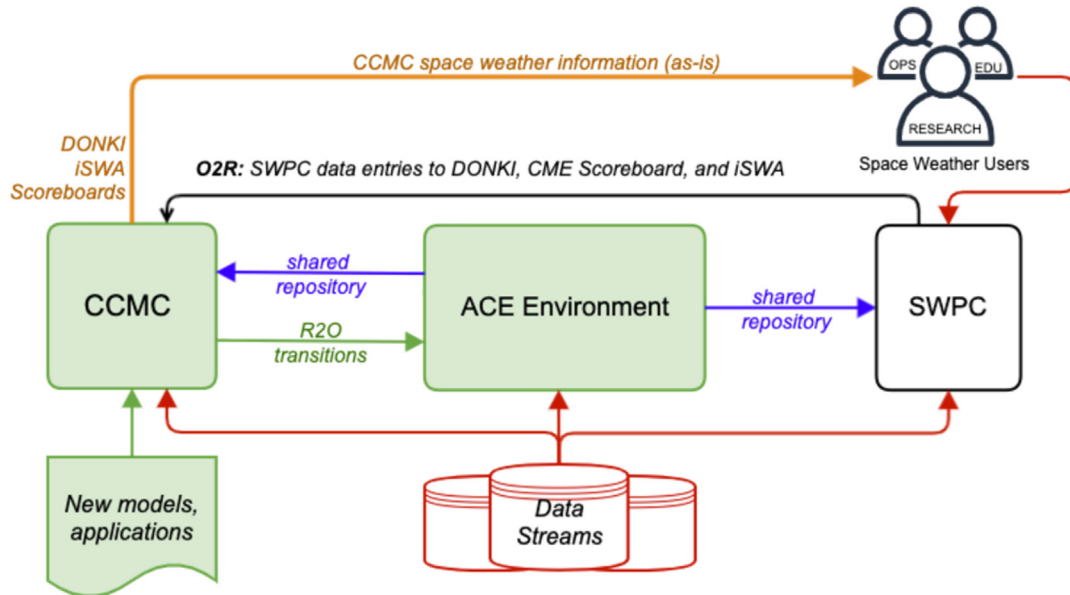 CCMC space weather information (as-is)
OPS
EDU
RESEARCH
Space Weather Users
DONKI
iSWA
Scoreboards
O2R: SWPC data entries to DONKI, CME Scoreboard, and iSWA
CCMC
shared
repository
R2O
transitions
ACE Environment
shared
repository
SWPC
New models,
applications
Data
Streams